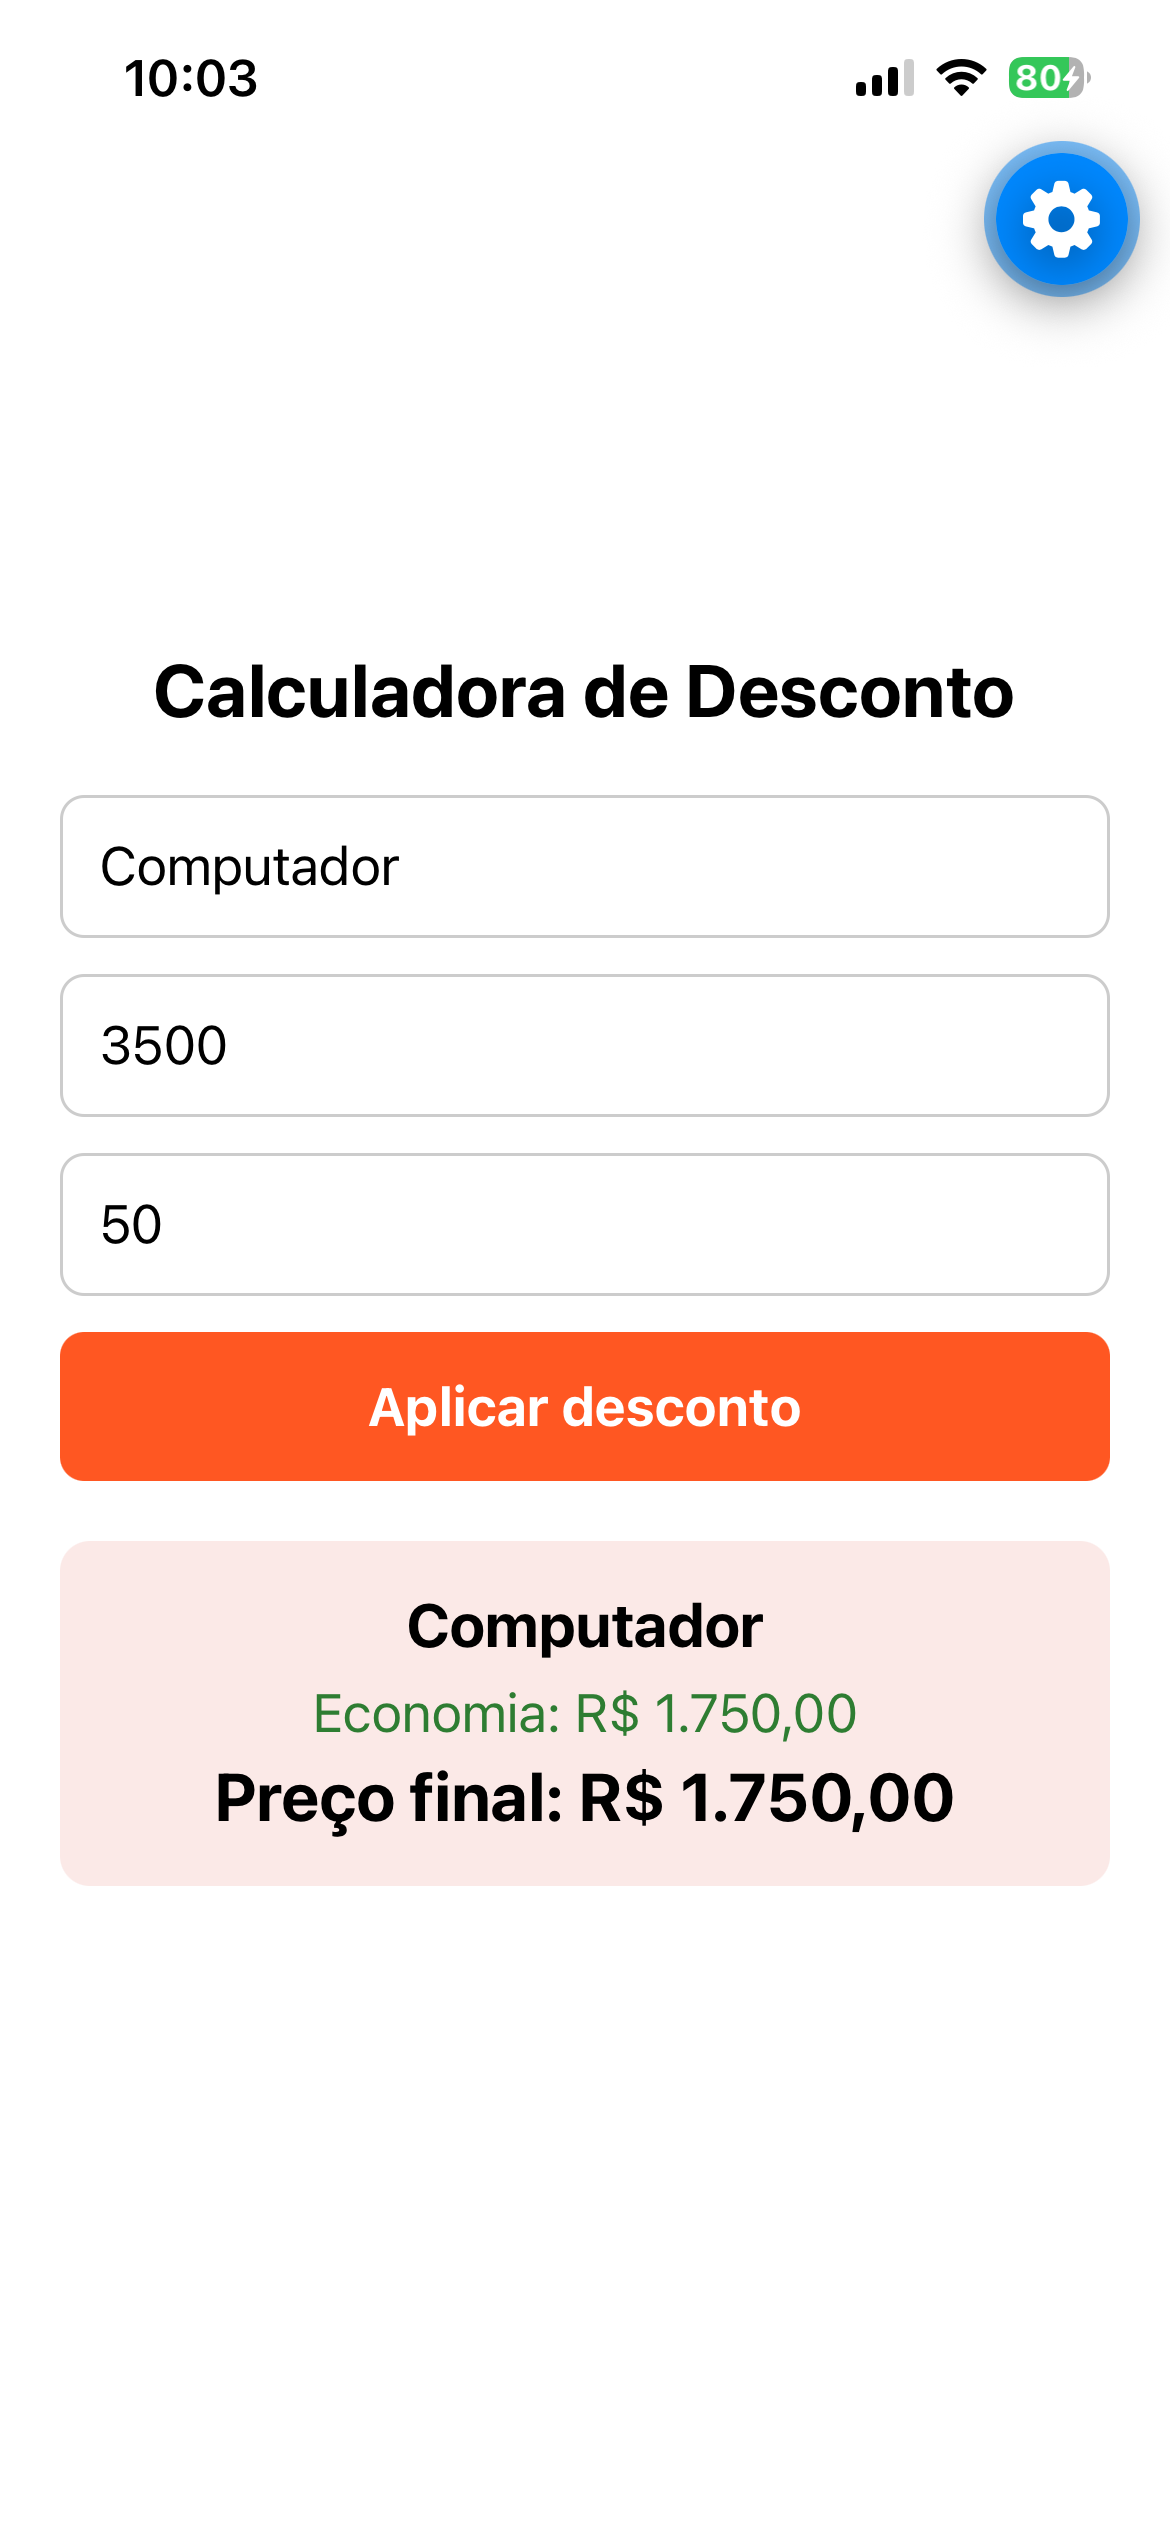 10:03
80
Calculadora de Desconto
Computador
3500
50
Aplicar desconto
Computador
Economia: R$ 1.750,00
Preço final: R$ 1.750,00